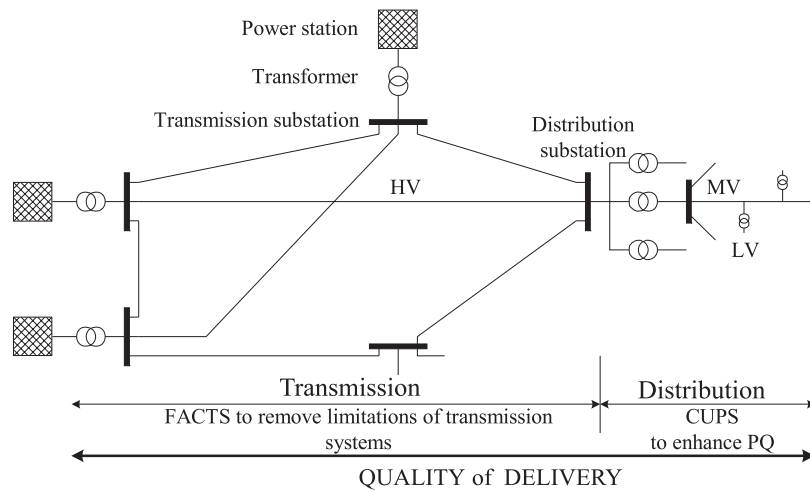 Power station
Transformer
Transmission substation
Distribution
substation
HV
MV
LV
Transmission
Distribution
FACTS to remove limitations of transmission
systems
CUPS
to enhance PQ
QUALITY of DELIVERY